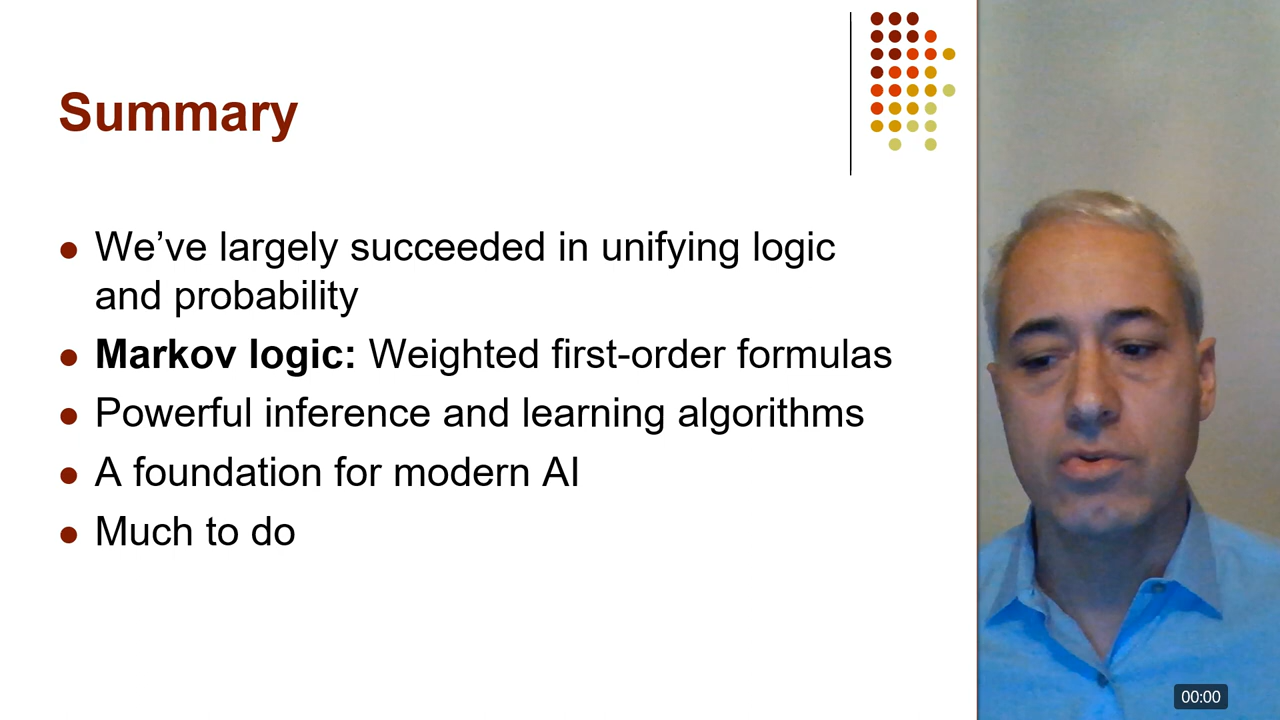 Summary
We’ve largely succeeded in unifying logic
and probability
Markov logic: Weighted first-order formulas
Powerful inference and learning algorithms
A foundation for modern AI
Much to do
00:00